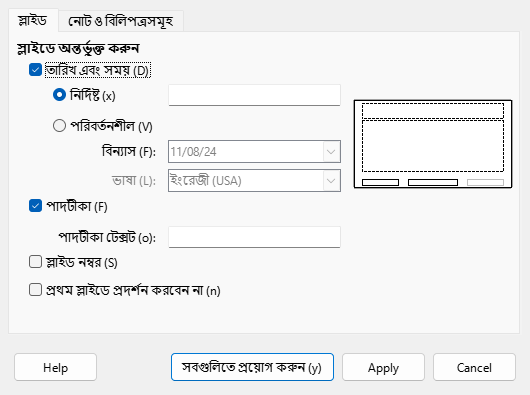 স্লাইড নোট ও বিলিপত্রসমূহ
স্লাইডে অন্তর্ভুক্ত করুন
তারিখ এবং সময় (D)
নির্দিষ্ট (x)
পরিবর্তনশীল (V)
বিন্যাস (F): 11/08/24
ভাষা (L): ইংরেজী (USA)
পাদটীকা (F)
পাদটীকা টেক্সট (o):
স্লাইড নম্বর (S)
প্রথম স্লাইডে প্রদর্শন করবেন না (n)
Help সবগুলিতে প্রয়োগ করুন (y) Apply Cancel